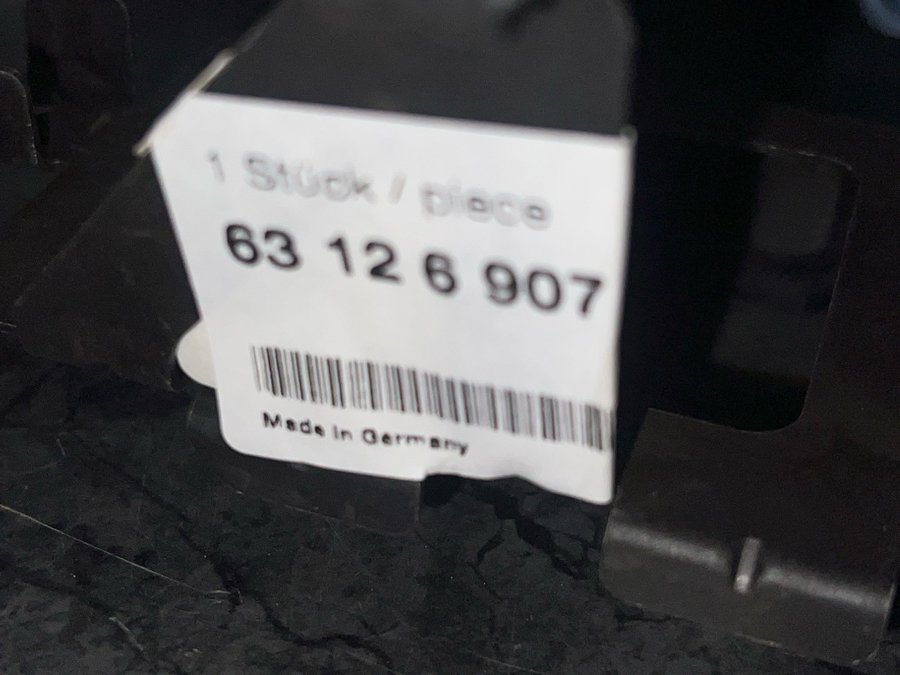 1 Stück / piece
63 12 6 907
Made in Germany